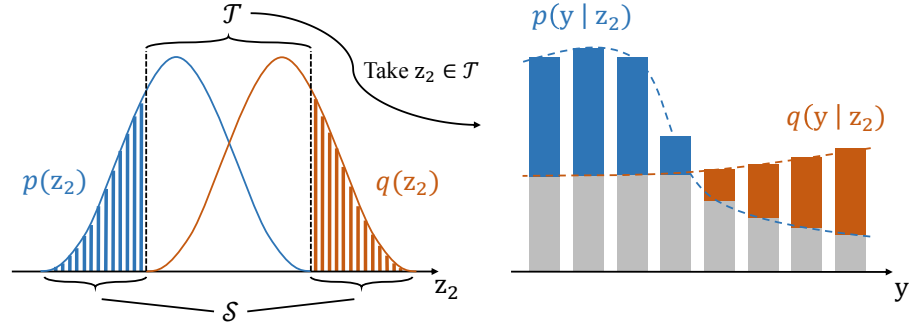 𝒯
Take z₂ ∈ 𝒯
p(z₂)
q(z₂)
z₂
𝒮
p(y | z₂)
q(y | z₂)
y